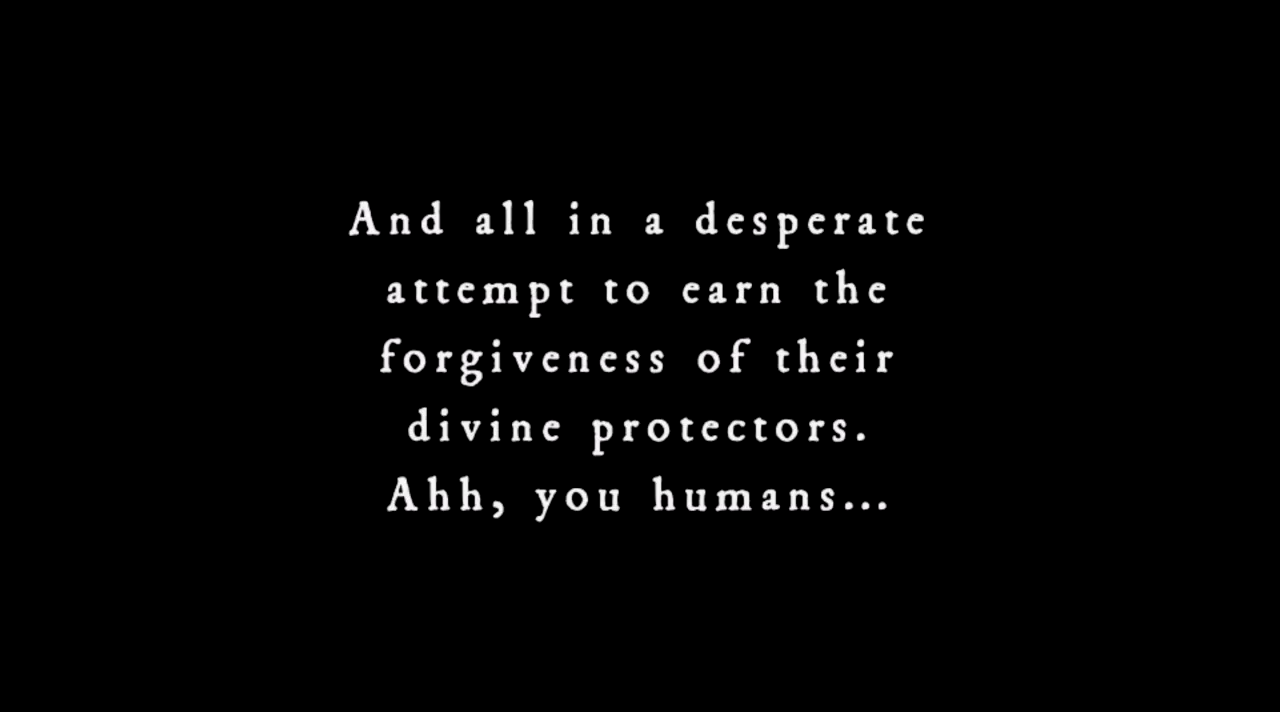 And all in a desperate
attempt to earn the
forgiveness of their
divine protectors.
Ahh, you humans...